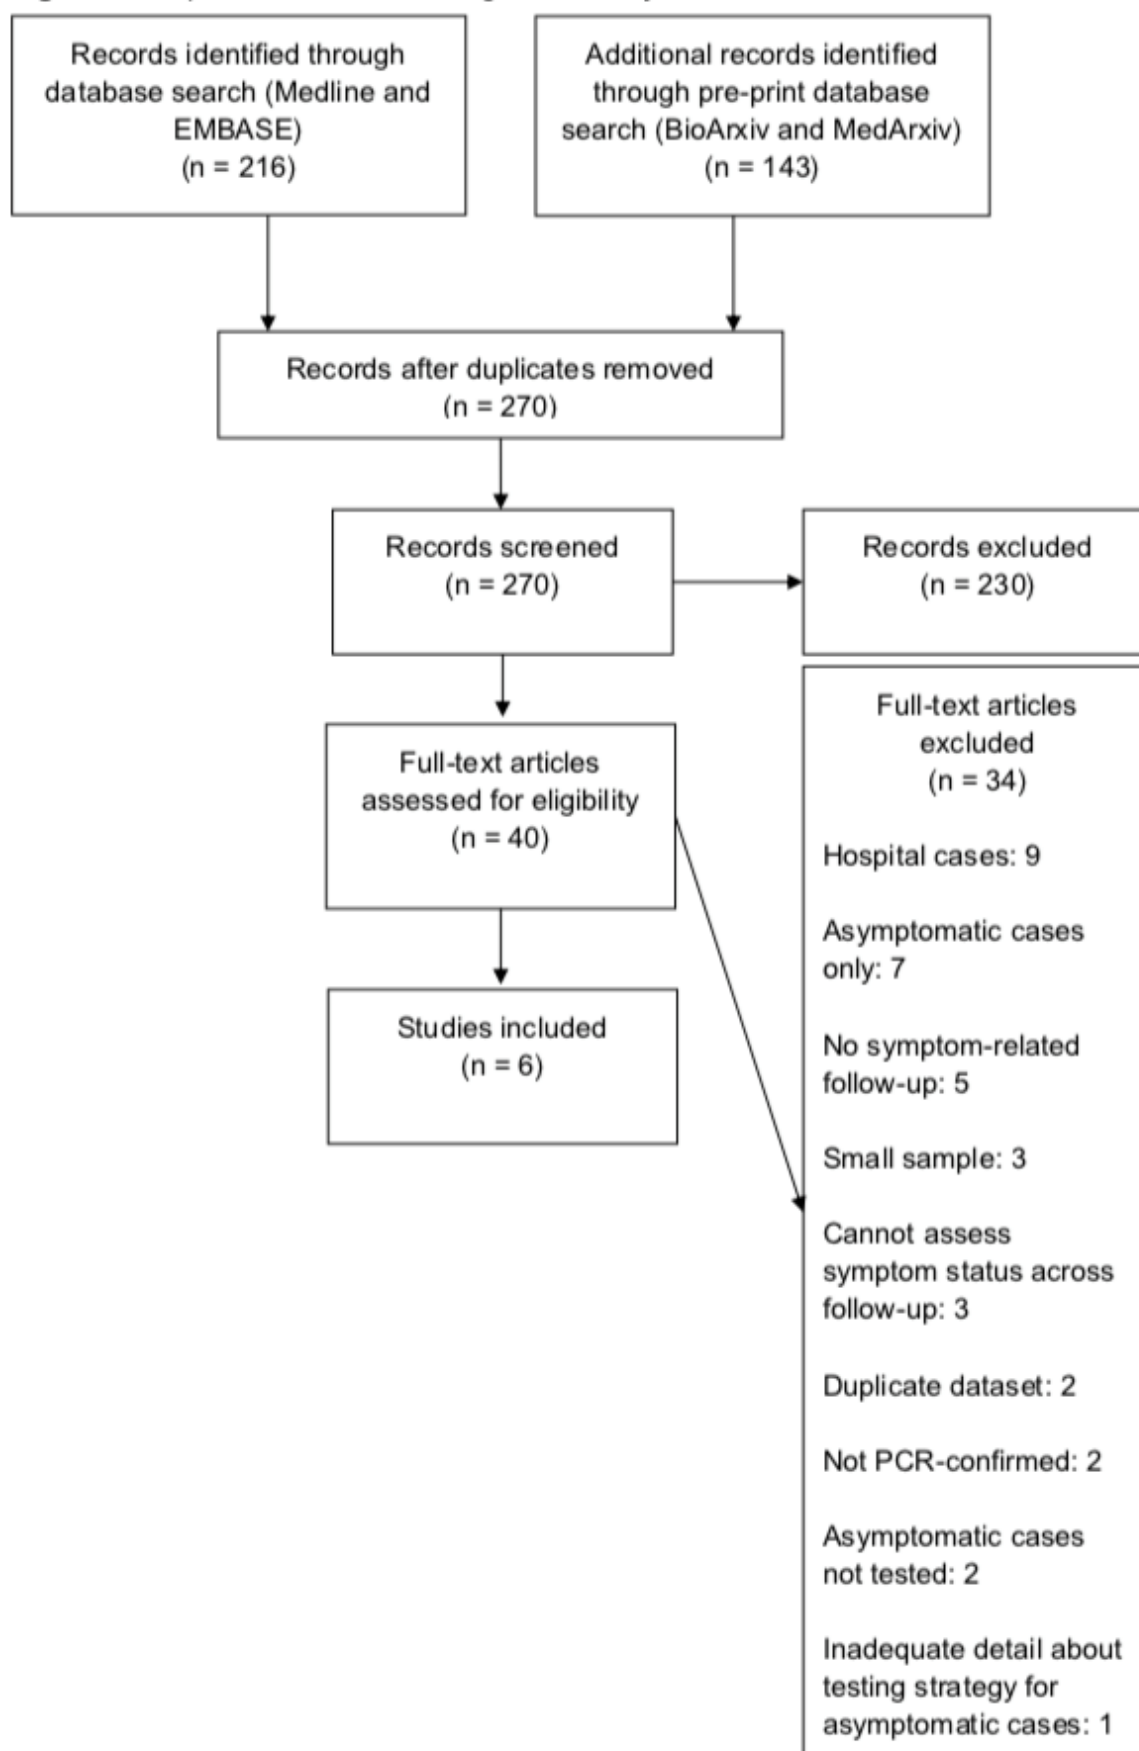 Records identified through
database search (Medline and
EMBASE)
(n = 216)
Additional records identified
through pre-print database
search (BioArxiv and MedArxiv)
(n = 143)
Records after duplicates removed
(n = 270)
Records screened
(n = 270)
Records excluded
(n = 230)
Full-text articles
assessed for eligibility
(n = 40)
Full-text articles
excluded
(n = 34)
Hospital cases: 9
Asymptomatic cases
only: 7
No symptom-related
follow-up: 5
Small sample: 3
Cannot assess
symptom status across
follow-up: 3
Duplicate dataset: 2
Not PCR-confirmed: 2
Asymptomatic cases
not tested: 2
Inadequate detail about
testing strategy for
asymptomatic cases: 1
Studies included
(n = 6)